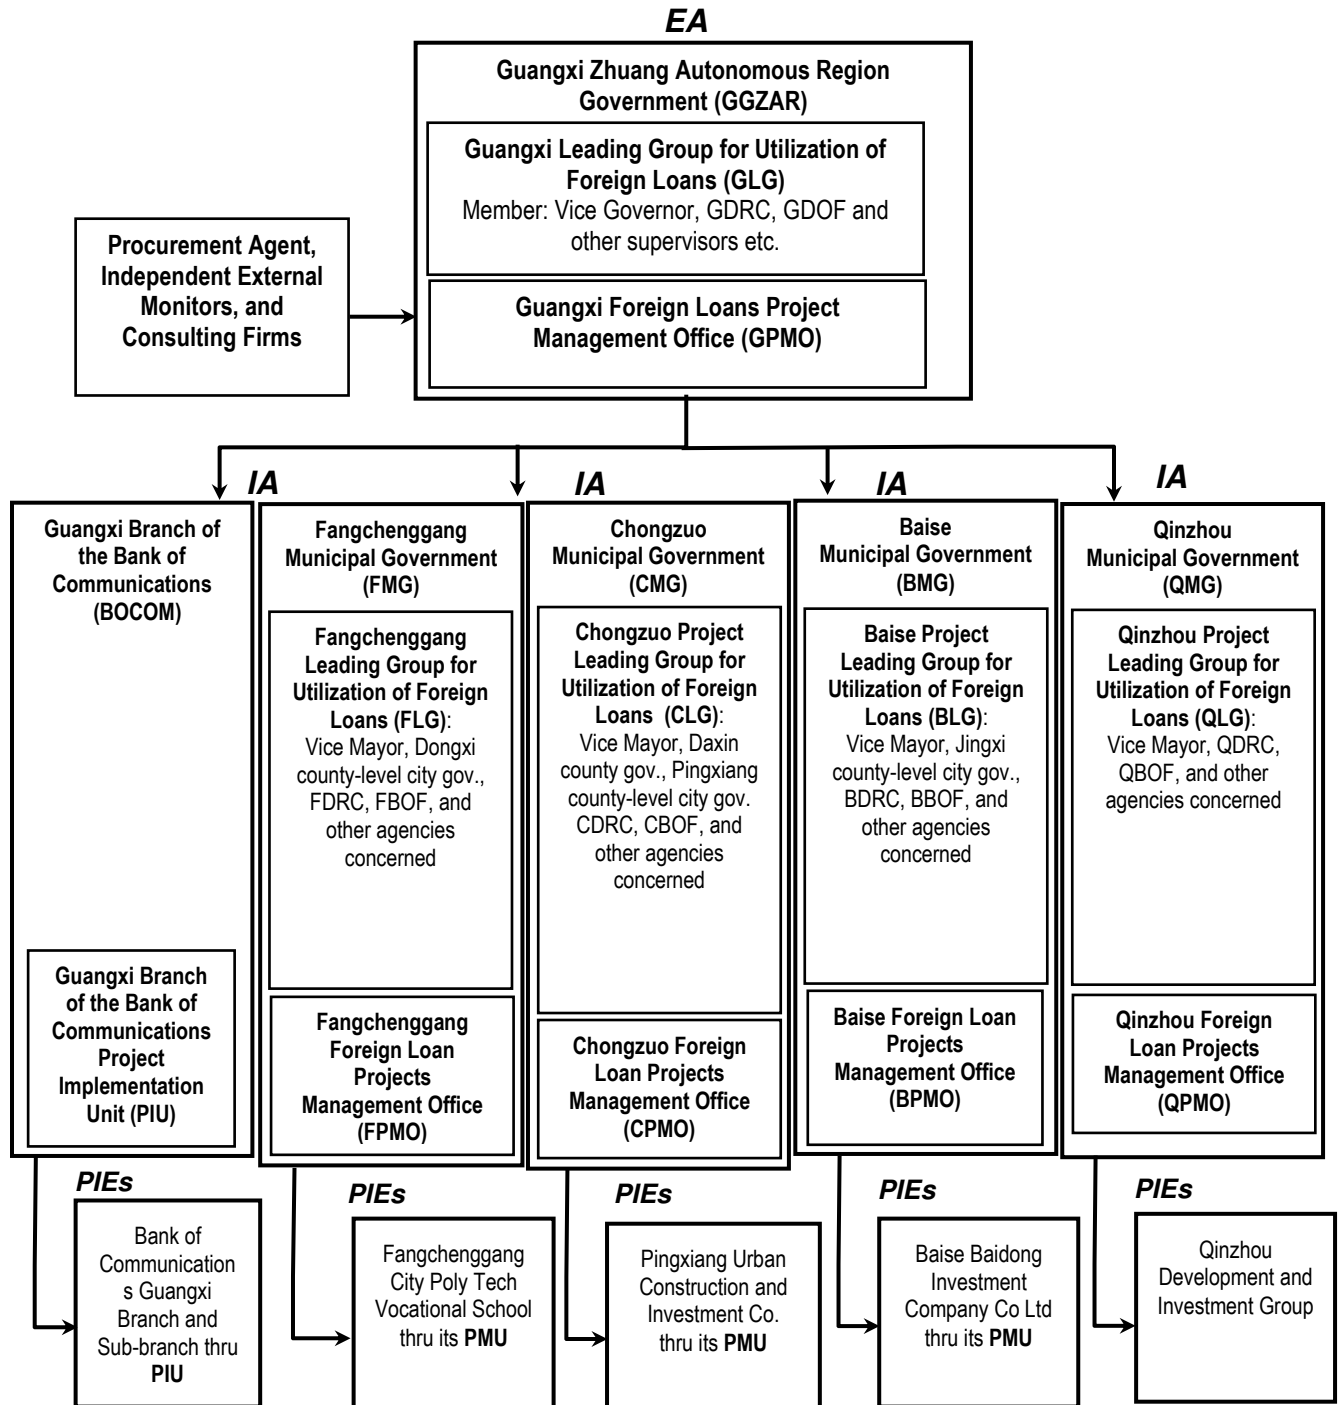 EA
Guangxi Zhuang Autonomous Region
Government (GGZAR)
Guangxi Leading Group for Utilization of
Foreign Loans (GLG)
Member: Vice Governor, GDRC, GDOF and
other supervisors etc.
Guangxi Foreign Loans Project
Management Office (GPMO)
Procurement Agent,
Independent External
Monitors, and
Consulting Firms
IA
IA
IA
IA
Guangxi Branch of
the Bank of
Communications
(BOCOM)
Guangxi Branch
of the Bank of
Communications
Project
Implementation
Unit (PIU)
Fangchenggang
Municipal Government
(FMG)
Fangchenggang
Leading Group for
Utilization of Foreign
Loans (FLG):
Vice Mayor, Dongxi
county-level city gov.,
FDRC, FBOF, and
other agencies
concerned
Fangchenggang
Foreign Loan
Projects
Management Office
(FPMO)
Chongzuo
Municipal Government
(CMG)
Chongzuo Project
Leading Group for
Utilization of Foreign
Loans (CLG):
Vice Mayor, Daxin
county gov., Pingxiang
county-level city gov.
CDRC, CBOF, and
other agencies
concerned
Chongzuo Foreign
Loan Projects
Management Office
(CPMO)
Baise
Municipal Government
(BMG)
Baise Project
Leading Group for
Utilization of Foreign
Loans (BLG):
Vice Mayor, Jingxi
county-level city gov.,
BDRC, BBOF, and
other agencies
concerned
Baise Foreign Loan
Projects
Management Office
(BPMO)
Qinzhou
Municipal Government
(QMG)
Qinzhou Project
Leading Group for
Utilization of Foreign
Loans (QLG):
Vice Mayor, QDRC,
QBOF, and other
agencies concerned
Qinzhou Foreign
Loan Projects
Management Office
(QPMO)
PIEs
Bank of
Communication
s Guangxi
Branch and
Sub-branch thru
PIU
PIEs
Fangchenggang
City Poly Tech
Vocational School
thru its PMU
PIEs
Pingxiang Urban
Construction and
Investment Co.
thru its PMU
PIEs
Baise Baidong
Investment
Company Co Ltd
thru its PMU
PIEs
Qinzhou
Development and
Investment Group